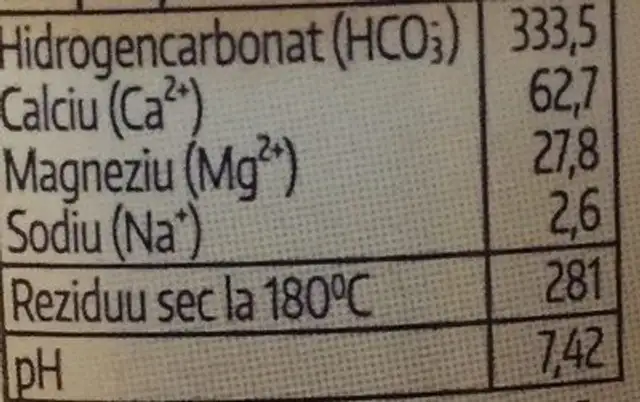 Hidrogencarbonat (HCO₃⁻) 333,5
Calciu (Ca²⁺) 62,7
Magneziu (Mg²⁺) 27,8
Sodiu (Na⁺) 2,6
Reziduu sec la 180ºC 281
pH 7,42